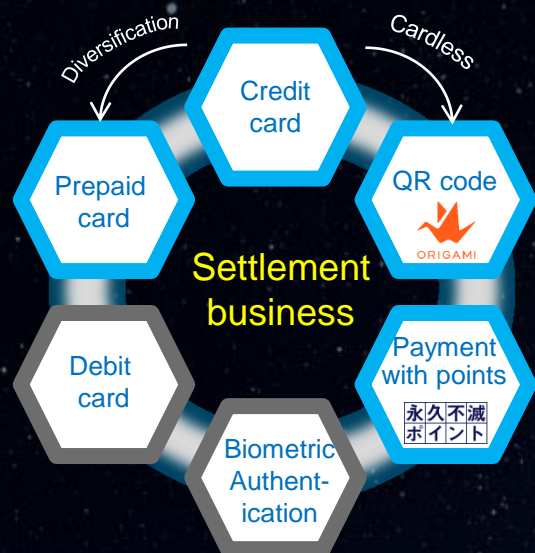 Diversification
Cardless
Credit
card
Prepaid
card
QR code
ORIGAMI
Settlement
business
Debit
card
Payment
with points
永久不滅
ポイント
Biometric
Authent-
ication